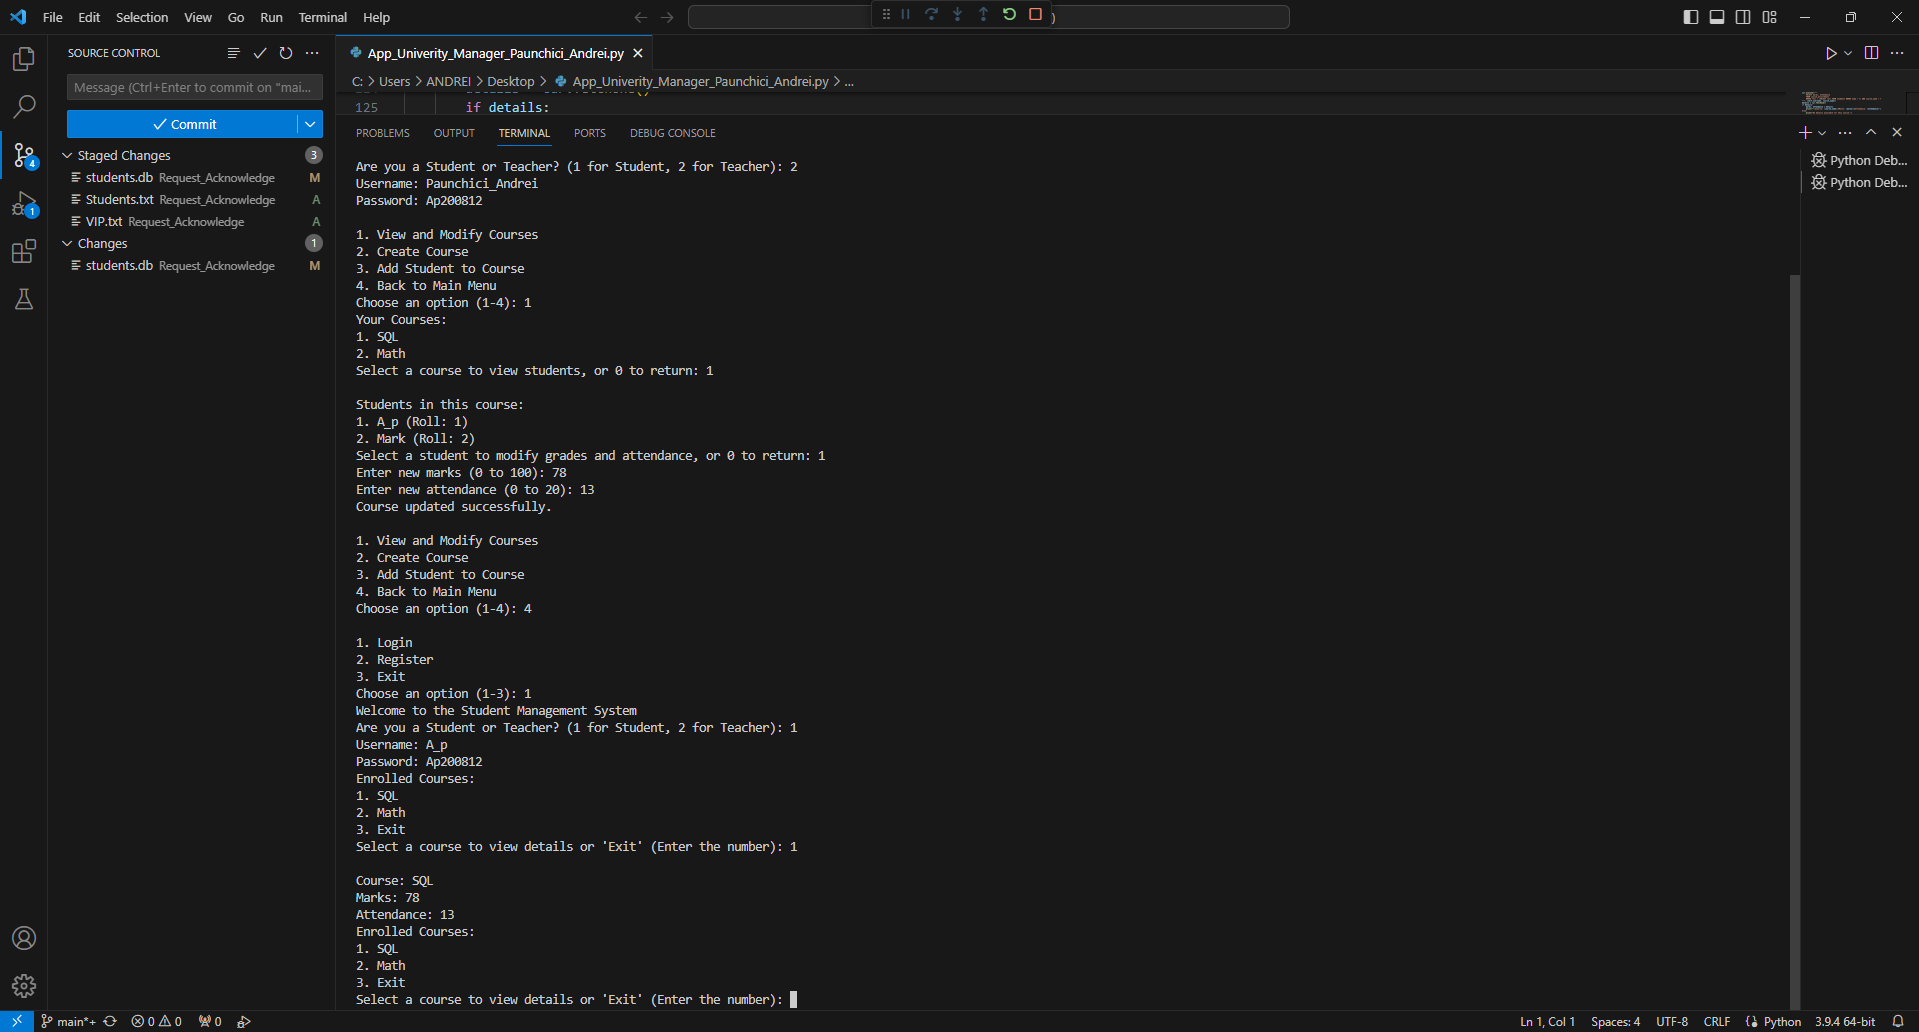 File Edit Selection View Go Run Terminal Help
SOURCE CONTROL
Message (Ctrl+Enter to commit on "mai...
Commit
Staged Changes 3
students.db Request_Acknowledge M
Students.txt Request_Acknowledge A
VIP.txt Request_Acknowledge A
Changes 1
students.db Request_Acknowledge M
4
1
App_Univerity_Manager_Paunchici_Andrei.py
C: > Users > ANDREI > Desktop > App_Univerity_Manager_Paunchici_Andrei.py > ...
125 if details:
PROBLEMS OUTPUT TERMINAL PORTS DEBUG CONSOLE
Are you a Student or Teacher? (1 for Student, 2 for Teacher): 2
Username: Paunchici_Andrei
Password: Ap200812
1. View and Modify Courses
2. Create Course
3. Add Student to Course
4. Back to Main Menu
Choose an option (1-4): 1
Your Courses:
1. SQL
2. Math
Select a course to view students, or 0 to return: 1
Students in this course:
1. A_p (Roll: 1)
2. Mark (Roll: 2)
Select a student to modify grades and attendance, or 0 to return: 1
Enter new marks (0 to 100): 78
Enter new attendance (0 to 20): 13
Course updated successfully.
1. View and Modify Courses
2. Create Course
3. Add Student to Course
4. Back to Main Menu
Choose an option (1-4): 4
1. Login
2. Register
3. Exit
Choose an option (1-3): 1
Welcome to the Student Management System
Are you a Student or Teacher? (1 for Student, 2 for Teacher): 1
Username: A_p
Password: Ap200812
Enrolled Courses:
1. SQL
2. Math
3. Exit
Select a course to view details or 'Exit' (Enter the number): 1
Course: SQL
Marks: 78
Attendance: 13
Enrolled Courses:
1. SQL
2. Math
3. Exit
Select a course to view details or 'Exit' (Enter the number):
Python Deb...
Python Deb...
main*+ 0 0 0 Ln 1, Col 1 Spaces: 4 UTF-8 CRLF Python 3.9.4 64-bit